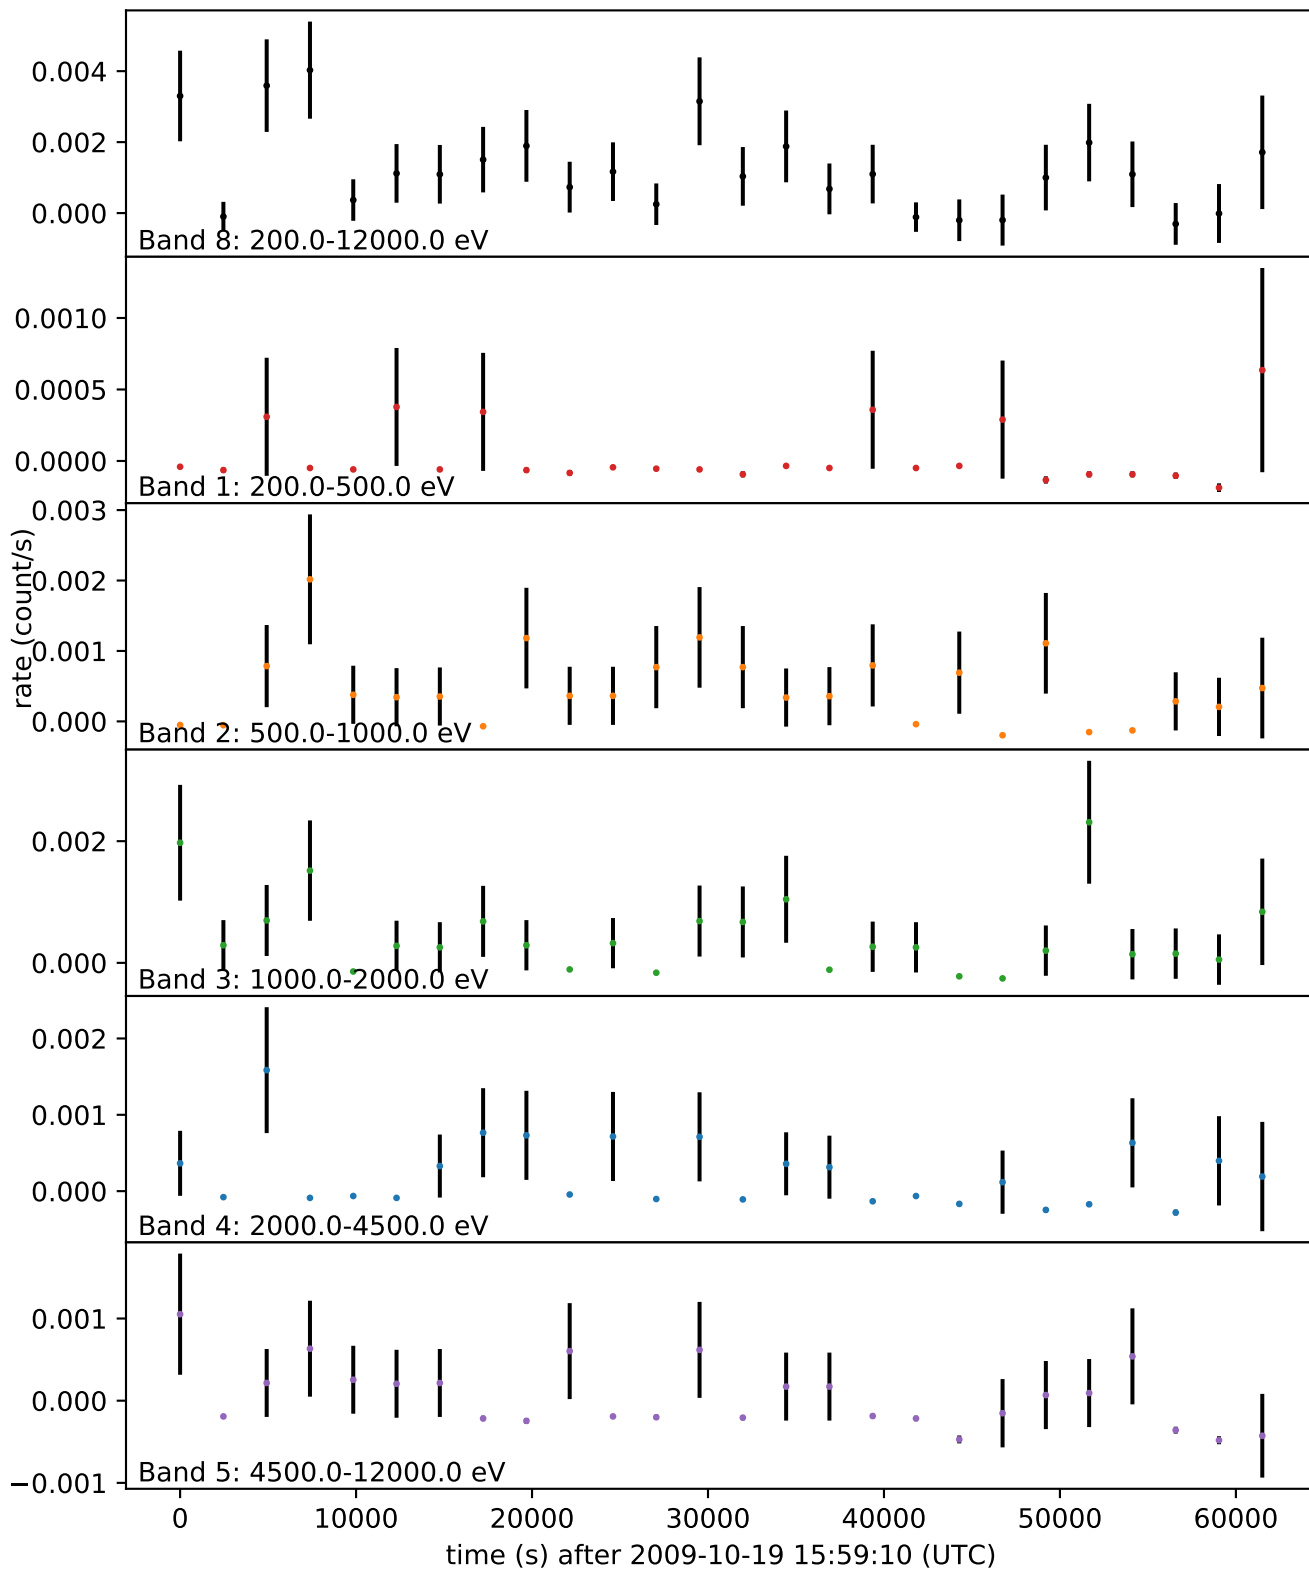 0.004
0.002
0.000
Band 8: 200.0-12000.0 eV
0.0010
0.0005
0.0000
Band 1: 200.0-500.0 eV
0.003
0.002
0.001
0.000
rate (count/s)
Band 2: 500.0-1000.0 eV
0.002
0.000
Band 3: 1000.0-2000.0 eV
0.002
0.001
0.000
Band 4: 2000.0-4500.0 eV
0.001
0.000
−0.001
Band 5: 4500.0-12000.0 eV
0 10000 20000 30000 40000 50000 60000
time (s) after 2009-10-19 15:59:10 (UTC)